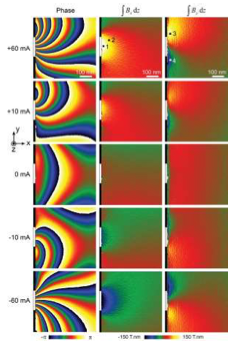 Phase ∫ Bₓ dz ∫ Bᵧ dz
+60 mA
1 2
3
4
100 nm 100 nm 100 nm
+10 mA
y
z x
0 mA
-10 mA
-60 mA
-π π -150 T·nm 150 T·nm